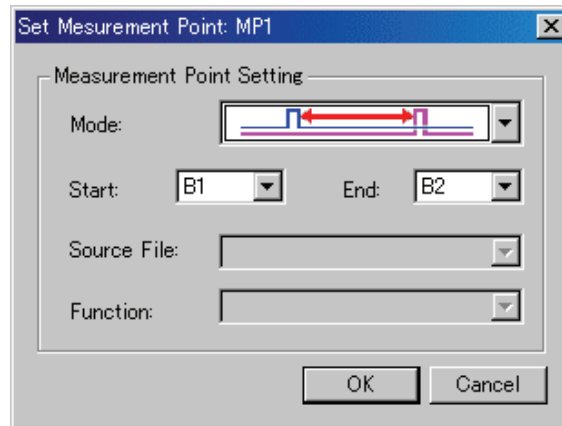 Set Mesurement Point: MP1
Measurement Point Setting
Mode:
Start: B1 End: B2
Source File:
Function:
OK Cancel